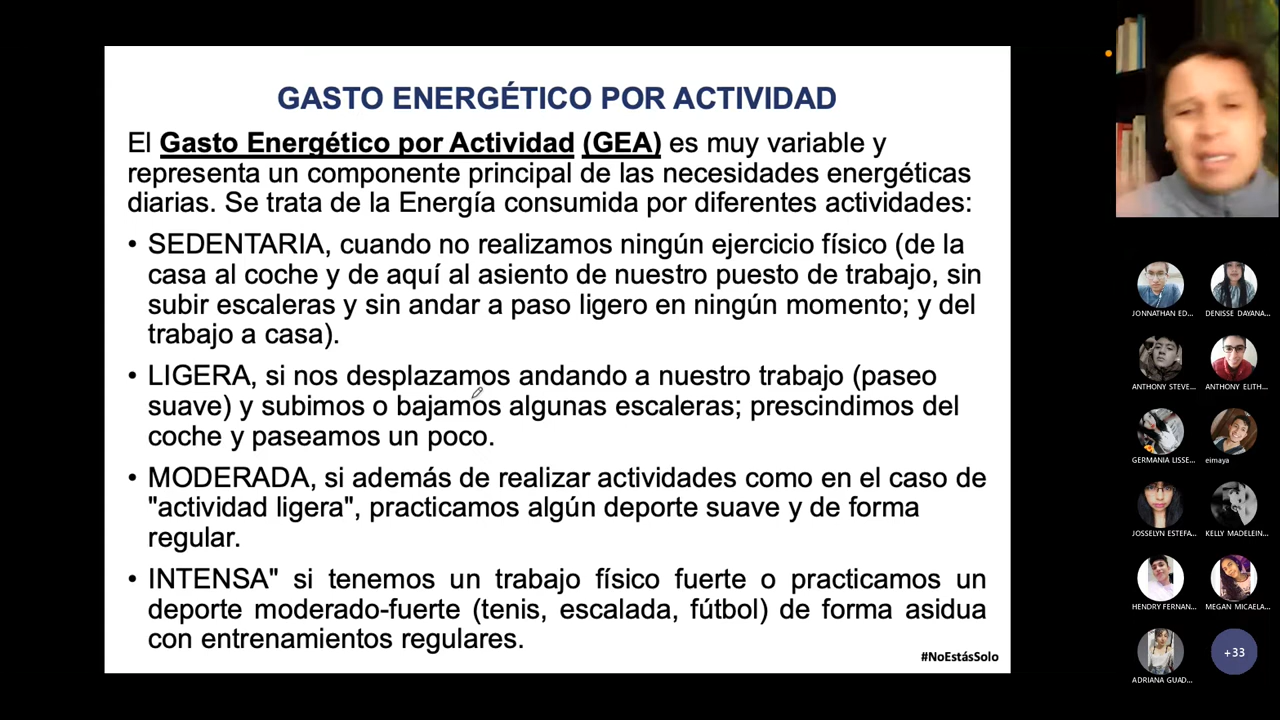 GASTO ENERGÉTICO POR ACTIVIDAD
El Gasto Energético por Actividad (GEA) es muy variable y
representa un componente principal de las necesidades energéticas
diarias. Se trata de la Energía consumida por diferentes actividades:
• SEDENTARIA, cuando no realizamos ningún ejercicio físico (de la
casa al coche y de aquí al asiento de nuestro puesto de trabajo, sin
subir escaleras y sin andar a paso ligero en ningún momento; y del
trabajo a casa).
• LIGERA, si nos desplazamos andando a nuestro trabajo (paseo
suave) y subimos o bajamos algunas escaleras; prescindimos del
coche y paseamos un poco.
• MODERADA, si además de realizar actividades como en el caso de
"actividad ligera", practicamos algún deporte suave y de forma
regular.
• INTENSA" si tenemos un trabajo físico fuerte o practicamos un
deporte moderado-fuerte (tenis, escalada, fútbol) de forma asidua
con entrenamientos regulares.
#NoEstásSolo
JONNATHAN ED... DENISSE DAYANA...
ANTHONY STEVE... ANTHONY ELITH...
GERMANIA LISSE... eimaya
JOSSELYN ESTEFA... KELLY MADELEIN...
HENDRY FERNAN... MEGAN MICAELA...
ADRIANA GUAD... +33